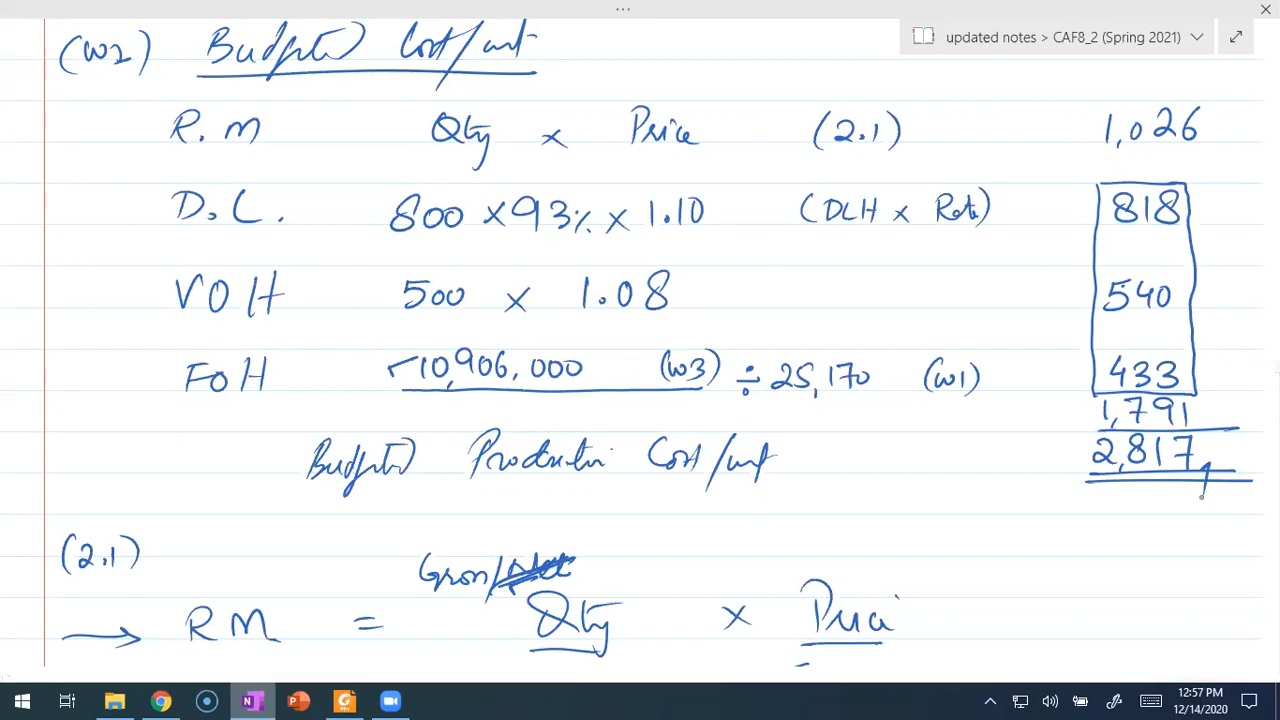 ...
updated notes > CAF8_2 (Spring 2021)
(W2) Budgeted Cost/unit
R.M Qty × Price (2.1) 1,026
D.L. 800 × 93% × 1.10 (DLH × Rate) 818
VOH 500 × 1.08 540
FOH 10,906,000 (W3) ÷ 25,170 (W1) 433
1,791
Budgeted Production Cost/unit 2,817
(2.1)
Gross/
→ RM = Qty × Price
12:57 PM
12/14/2020